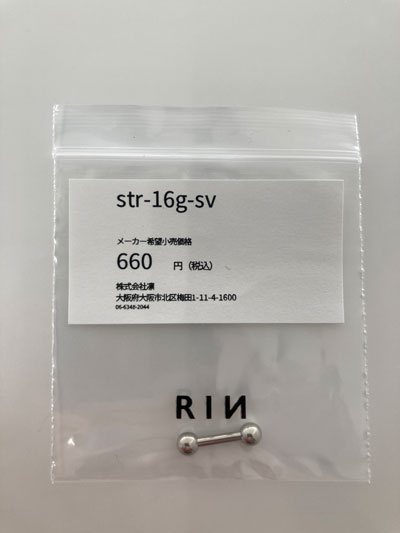 str-16g-sv
メーカー希望小売価格
660 円(税込)
株式会社凛
大阪府大阪市北区梅田1-11-4-1600
06-6348-2044
RIN